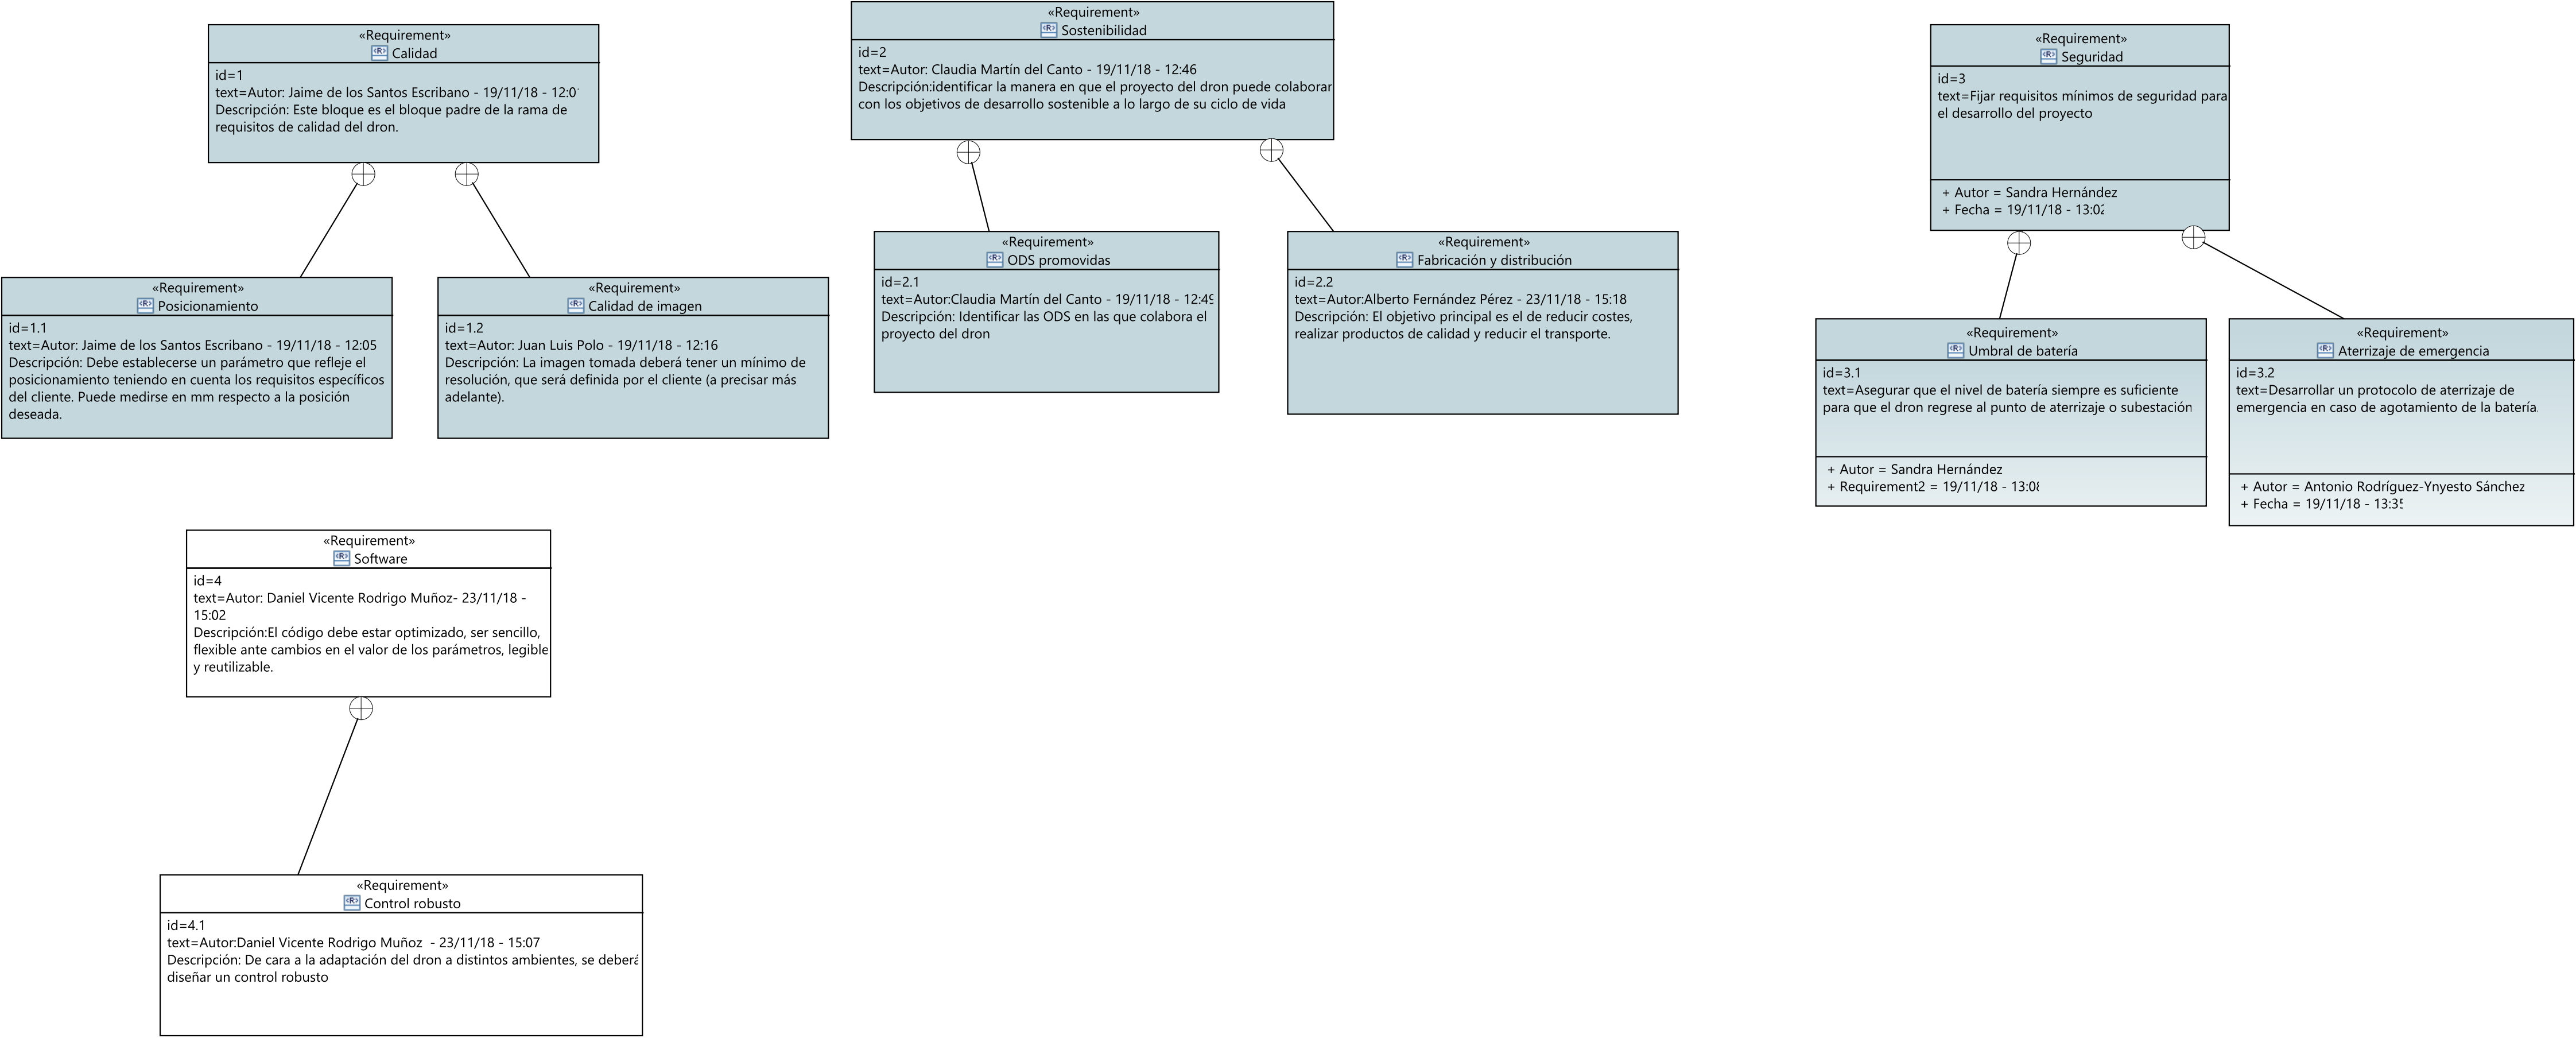 «Requirement»
Calidad
id=1
text=Autor: Jaime de los Santos Escribano - 19/11/18 -
Descripción: Este bloque es el bloque padre de la rama de
requisitos de calidad del dron.
«Requirement»
Sostenibilidad
id=2
text=Autor: Claudia Martín del Canto - 19/11/18 - 12:46
Descripción:identificar la manera en que el proyecto del dron puede colaborar
con los objetivos de desarrollo sostenible a lo largo de su ciclo de vida
«Requirement»
Seguridad
id=3
text=Fijar requisitos mínimos de seguridad para
el desarrollo del proyecto
+ Autor = Sandra Hernández
+ Fecha = 19/11/18 - 13:02
«Requirement»
Posicionamiento
id=1.1
text=Autor: Jaime de los Santos Escribano - 19/11/18 - 12:05
Descripción: Debe establecerse un parámetro que refleje el
posicionamiento teniendo en cuenta los requisitos específicos
del cliente. Puede medirse en mm respecto a la posición
deseada.
«Requirement»
Calidad de imagen
id=1.2
text=Autor: Juan Luis Polo - 19/11/18 - 12:16
Descripción: La imagen tomada deberá tener un mínimo de
resolución, que será definida por el cliente (a precisar más
adelante).
«Requirement»
ODS promovidas
id=2.1
text=Autor:Claudia Martín del Canto - 19/11/18 - 12:49
Descripción: Identificar las ODS en las que colabora el
proyecto del dron
«Requirement»
Fabricación y distribución
id=2.2
text=Autor:Alberto Fernández Pérez - 23/11/18 - 15:18
Descripción: El objetivo principal es el de reducir costes,
realizar productos de calidad y reducir el transporte.
«Requirement»
Umbral de batería
id=3.1
text=Asegurar que el nivel de batería siempre es suficiente
para que el dron regrese al punto de aterrizaje o subestación
+ Autor = Sandra Hernández
+ Requirement2 = 19/11/18 - 13:08
«Requirement»
Aterrizaje de emergencia
id=3.2
text=Desarrollar un protocolo de aterrizaje de
emergencia en caso de agotamiento de la batería.
+ Autor = Antonio Rodríguez-Ynyesto Sánchez
+ Fecha = 19/11/18 - 13:35
«Requirement»
Software
id=4
text=Autor: Daniel Vicente Rodrigo Muñoz- 23/11/18 -
15:02
Descripción:El código debe estar optimizado, ser sencillo,
flexible ante cambios en el valor de los parámetros, legible
y reutilizable.
«Requirement»
Control robusto
id=4.1
text=Autor:Daniel Vicente Rodrigo Muñoz  - 23/11/18 - 15:07
Descripción: De cara a la adaptación del dron a distintos ambientes, se deberá
diseñar un control robusto